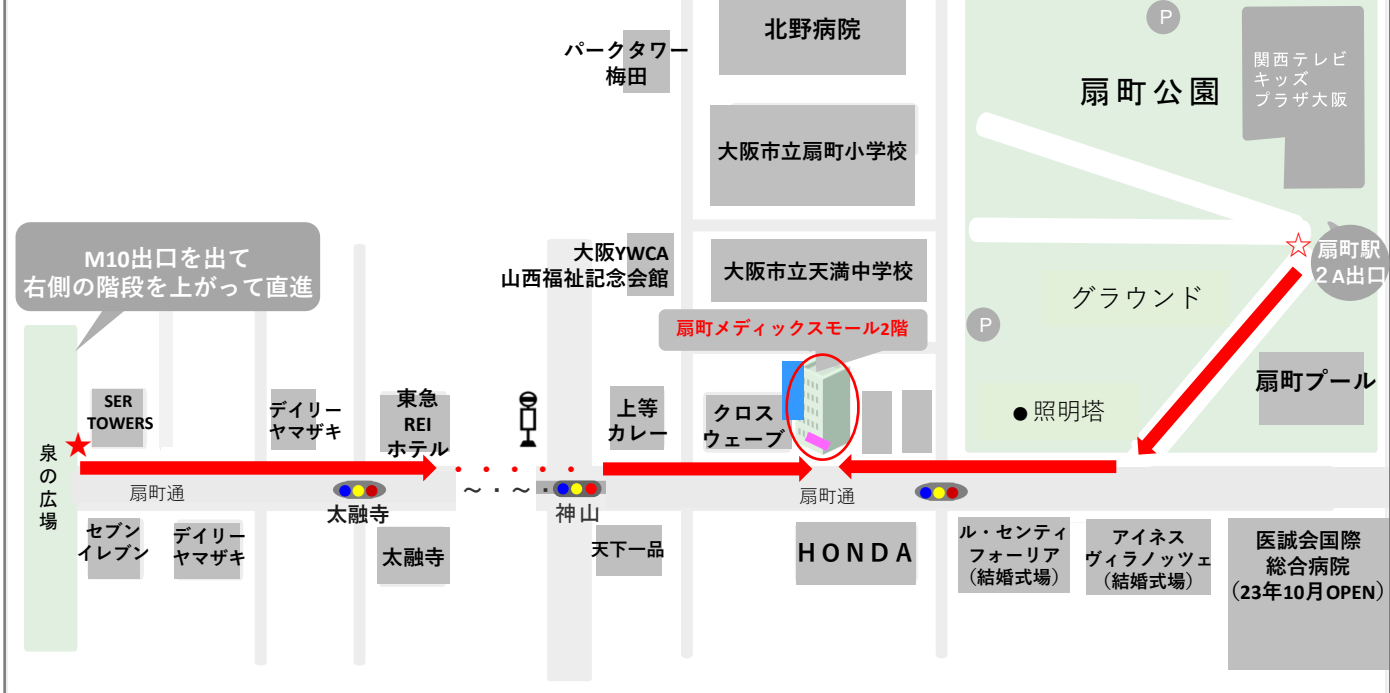 北野病院
P
パークタワー
梅田
関西テレビ
キッズ
プラザ大阪
扇町公園
大阪市立扇町小学校
M10出口を出て
右側の階段を上がって直進
大阪YWCA
山西福祉記念会館
大阪市立天満中学校
扇町駅
2A出口
グラウンド
扇町メディックスモール2階
P
SER
TOWERS
デイリー
ヤマザキ
東急
REI
ホテル
上等
カレー
クロス
ウェーブ
●照明塔
扇町プール
泉の広場
扇町通
太融寺
～・～・
神山
扇町通
セブン
イレブン
デイリー
ヤマザキ
太融寺
天下一品
HONDA
ル・センティ
フォーリア
（結婚式場）
アイネス
ヴィラノッツェ
（結婚式場）
医誠会国際
総合病院
（23年10月OPEN）